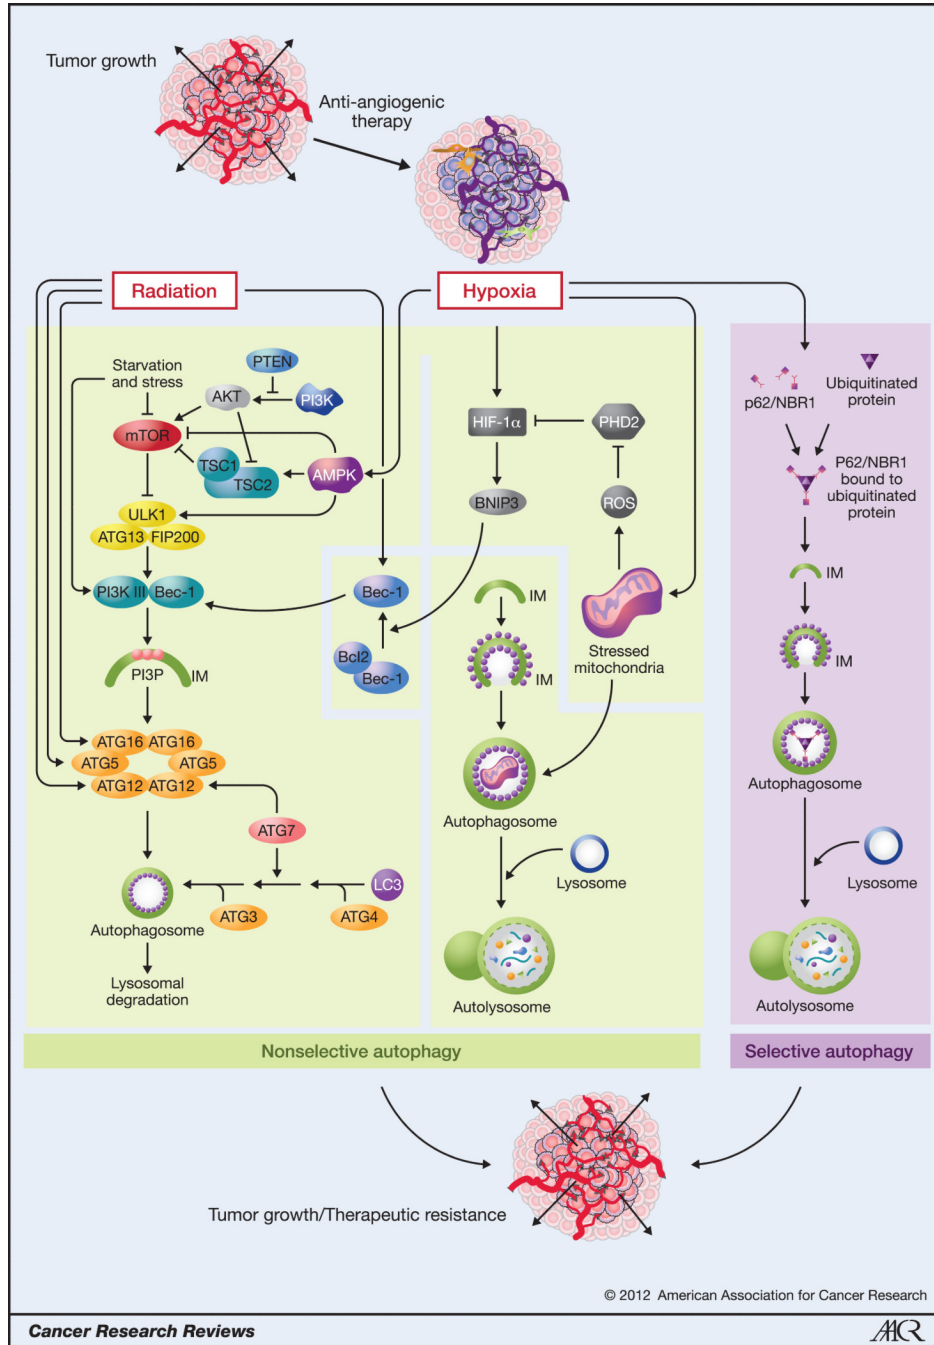 Tumor growth
Anti-angiogenic
therapy
Radiation
Hypoxia
Starvation
and stress
PTEN
AKT
PI3K
mTOR
TSC1
TSC2
AMPK
ULK1
ATG13
FIP200
PI3K III
Bec-1
PI3P
IM
ATG16
ATG16
ATG5
ATG5
ATG12
ATG12
ATG7
LC3
ATG3
ATG4
Autophagosome
Lysosomal
degradation
Bec-1
Bcl2
Bec-1
HIF-1α
PHD2
BNIP3
ROS
IM
Stressed
mitochondria
IM
Autophagosome
Lysosome
Autolysosome
p62/NBR1
Ubiquitinated
protein
P62/NBR1
bound to
ubiquitinated
protein
IM
IM
Autophagosome
Lysosome
Autolysosome
Nonselective autophagy
Selective autophagy
Tumor growth/Therapeutic resistance
© 2012 American Association for Cancer Research
Cancer Research Reviews
AACR